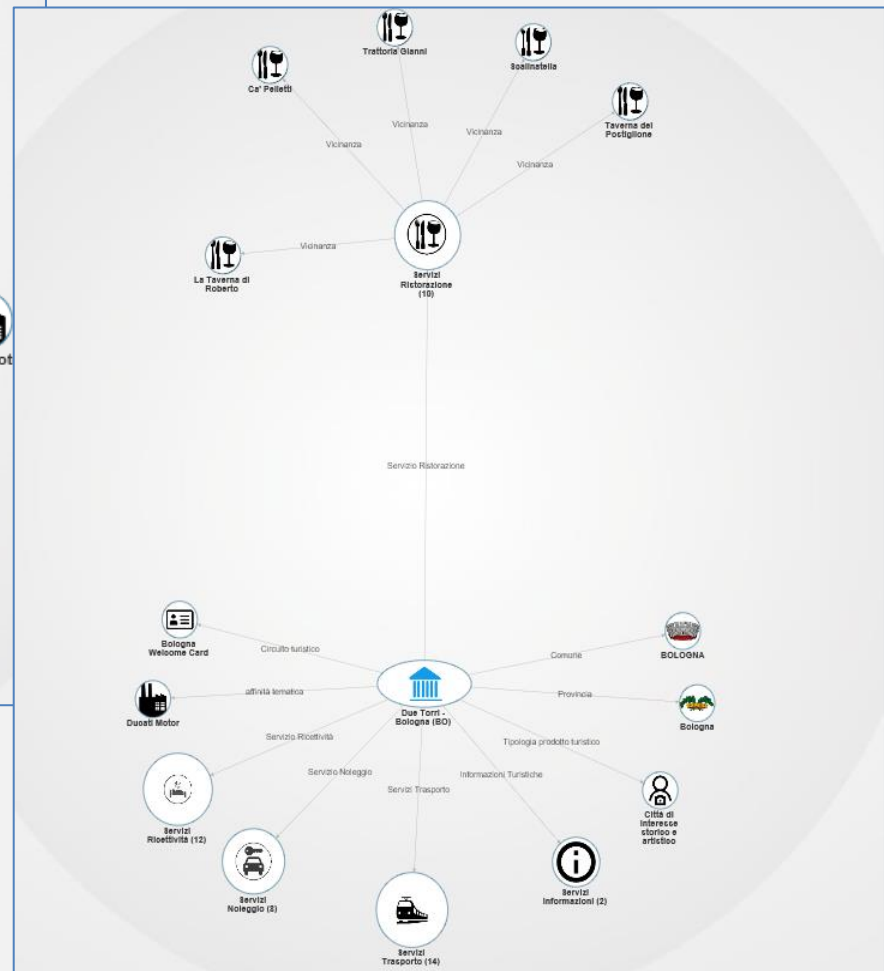 Trattoria Gianni
Scalinatella
Ca' Pelletti
Taverna del
Postiglione
Vicinanza
Vicinanza
Vicinanza
Vicinanza
Vicinanza
La Taverna di
Roberto
Servizi
Ristorazione
(10)
ot
Servizio Ristorazione
Bologna
Welcome Card
Circuito turistico
Comune
BOLOGNA
Ducati Motor
affinità tematica
Due Torri -
Bologna (BO)
Provincia
Bologna
Servizio Ricettività
Tipologia prodotto turistico
Servizio Noleggio
Informazioni Turistiche
Servizi Trasporto
Città di
interesse
storico e
artistico
Servizi
Ricettività (12)
Servizi
Noleggio (8)
Servizi
Informazioni (2)
Servizi
Trasporto (14)